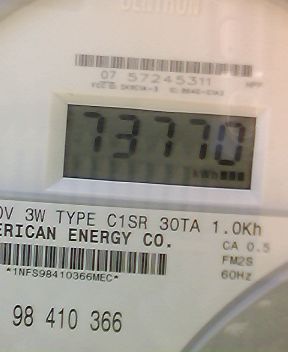 CENTRON
07 57245311
73770
kWh
0V 3W TYPE C1SR 30TA 1.0Kh
ERICAN ENERGY CO.
CA 0.5
FM2S
*1NFS98410366MEC*
60Hz
98 410 366